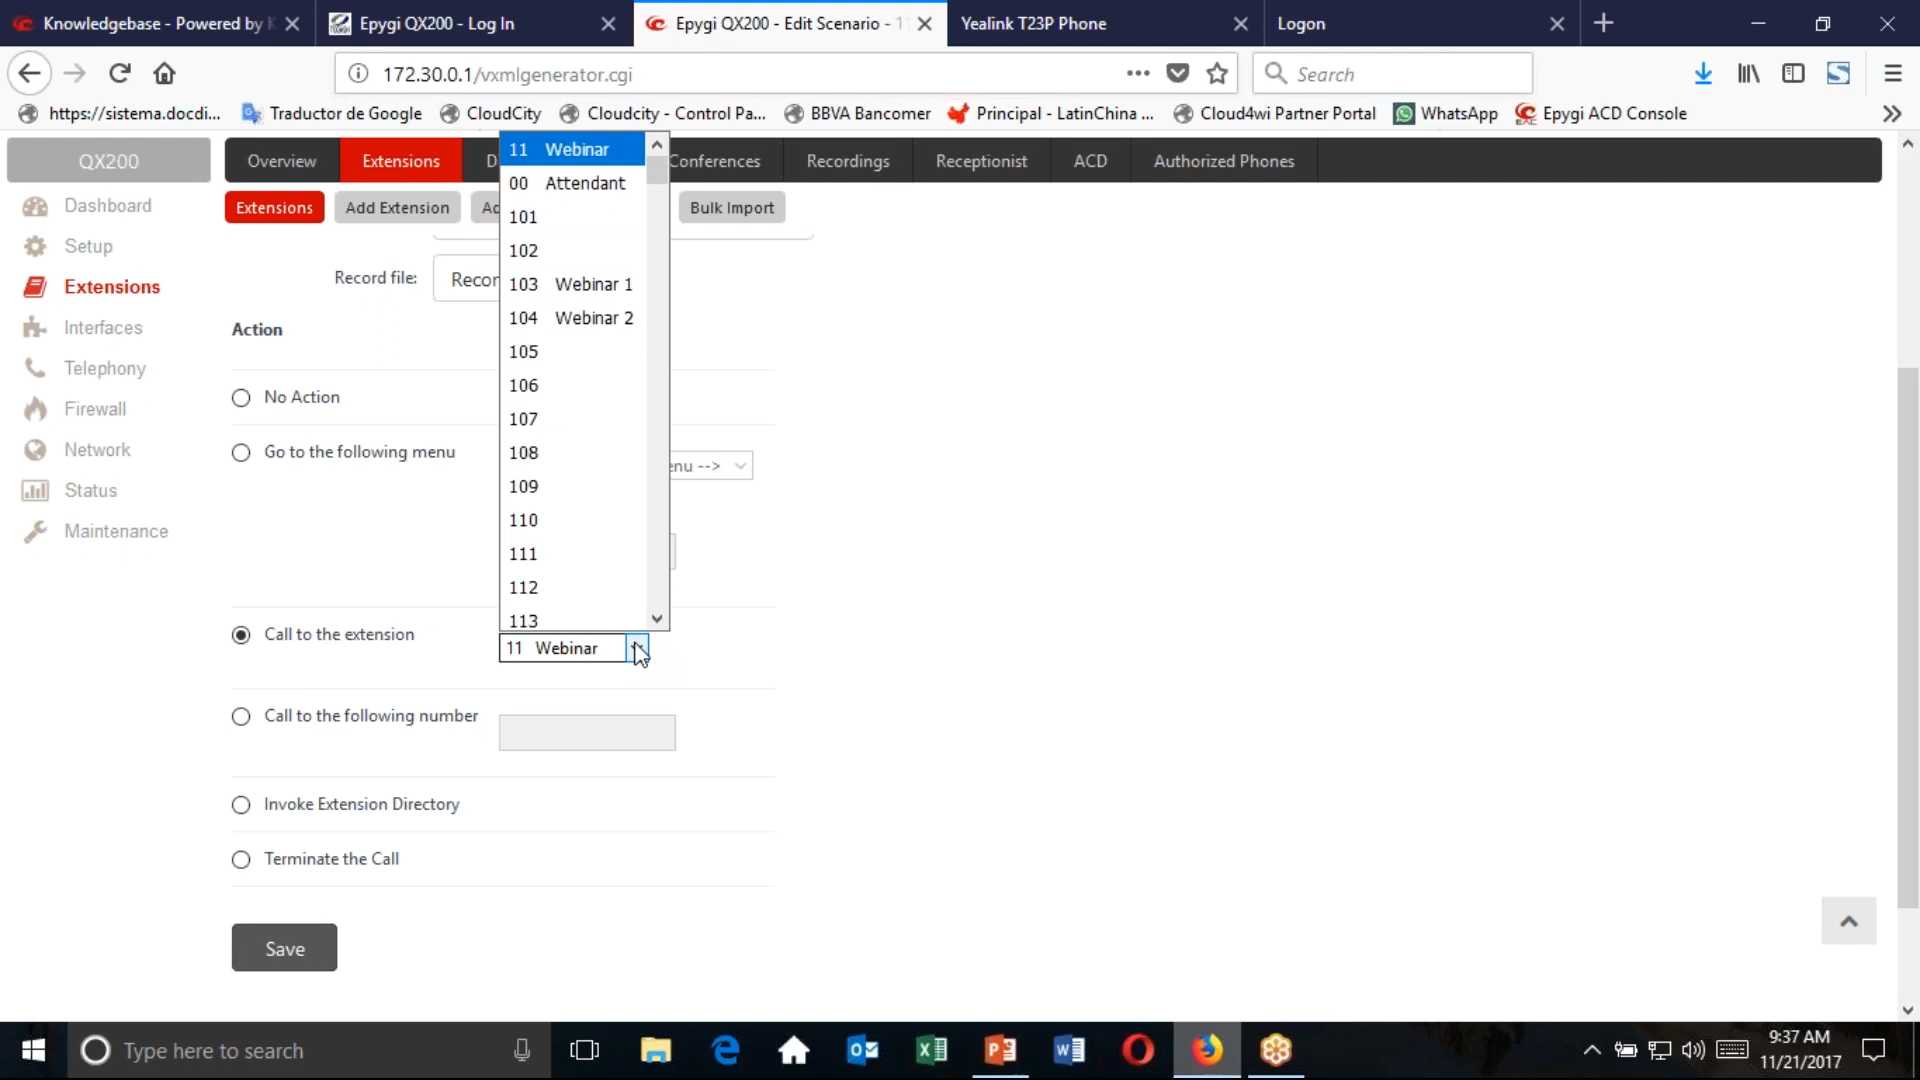 Knowledgebase - Powered by K
Epygi QX200 - Log In
Epygi QX200 - Edit Scenario - 1
Yealink T23P Phone
Logon
172.30.0.1/vxmlgenerator.cgi
Search
https://sistema.docdi...
Traductor de Google
CloudCity
Cloudcity - Control Pa...
BBVA Bancomer
Principal - LatinChina ...
Cloud4wi Partner Portal
WhatsApp
Epygi ACD Console
QX200
Overview
Extensions
D
Conferences
Recordings
Receptionist
ACD
Authorized Phones
Extensions
Add Extension
Ad
Bulk Import
Dashboard
Setup
Extensions
Interfaces
Telephony
Firewall
Network
Status
Maintenance
Record file:
Recor
Action
No Action
Go to the following menu
enu -->
11 Webinar
00 Attendant
101
102
103 Webinar 1
104 Webinar 2
105
106
107
108
109
110
111
112
113
Call to the extension
11 Webinar
Call to the following number
Invoke Extension Directory
Terminate the Call
Save
Type here to search
9:37 AM
11/21/2017